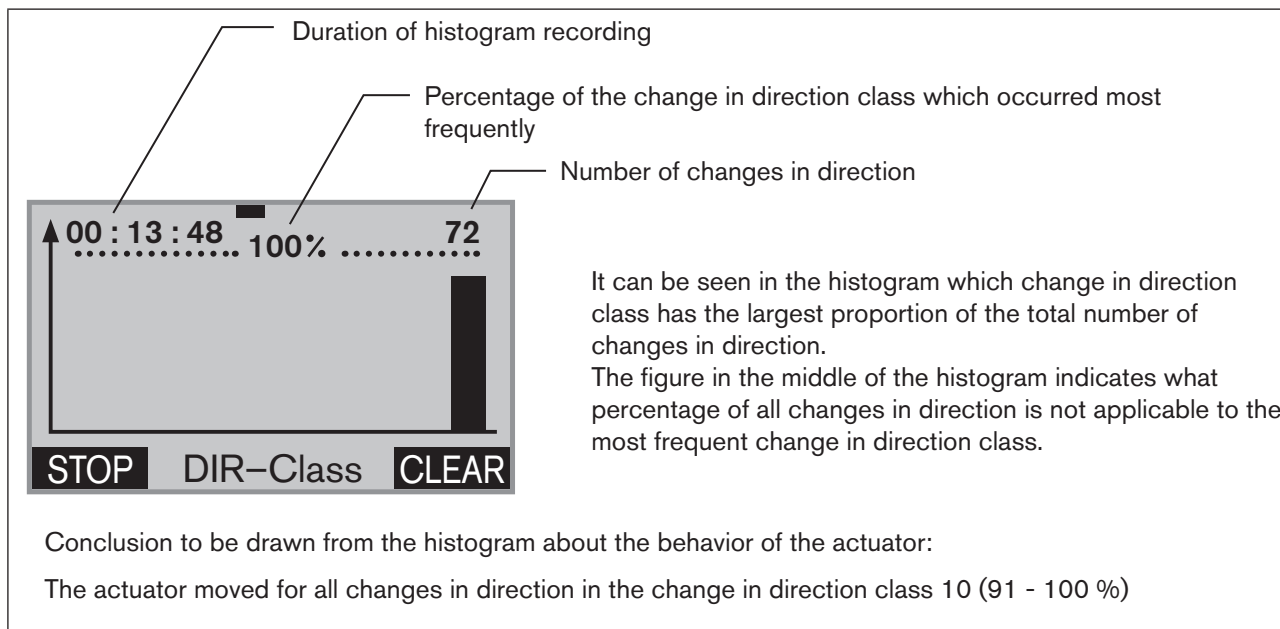 Duration of histogram recording
Percentage of the change in direction class which occurred most
frequently
Number of changes in direction
00 : 13 : 48 100% 72
It can be seen in the histogram which change in direction
class has the largest proportion of the total number of
changes in direction.
The figure in the middle of the histogram indicates what
percentage of all changes in direction is not applicable to the
most frequent change in direction class.
STOP DIR–Class CLEAR
Conclusion to be drawn from the histogram about the behavior of the actuator:
The actuator moved for all changes in direction in the change in direction class 10 (91 - 100 %)